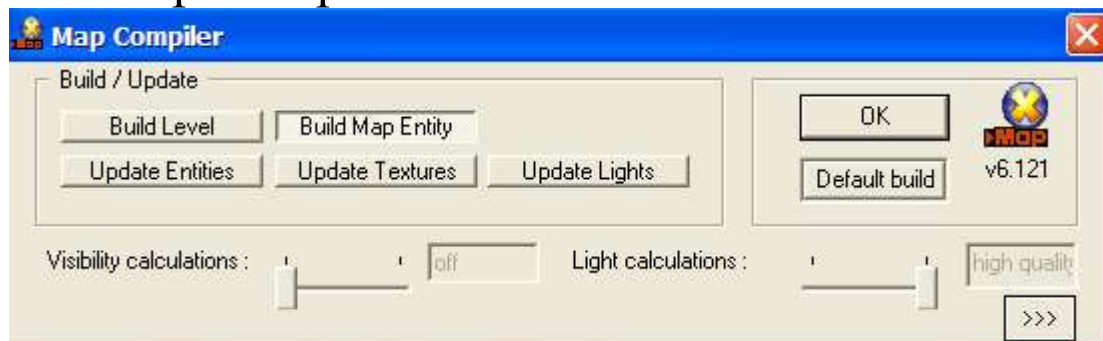 Map Compiler
Build / Update
Build Level Build Map Entity
Update Entities Update Textures Update Lights
OK
Default build
Map
v6.121
Visibility calculations : off
Light calculations : high quality
>>>